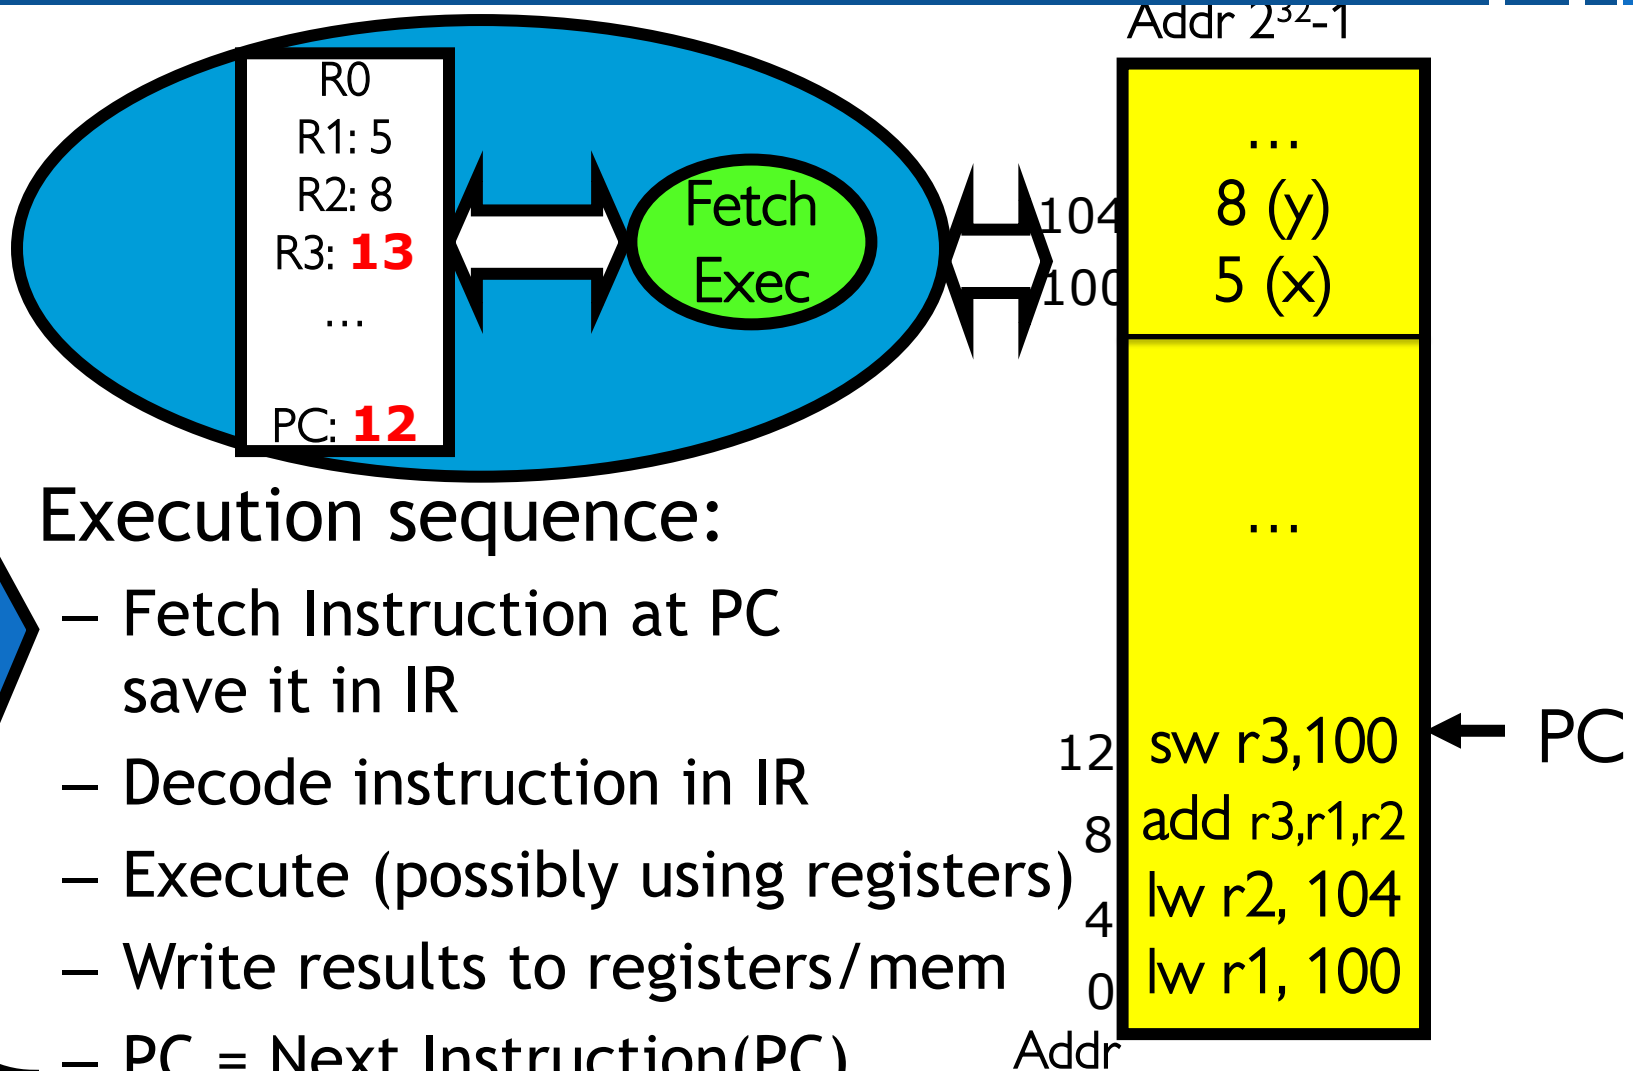 Addr 2³²-1
R0
R1: 5
R2: 8
R3: 13
…
PC: 12
Fetch
Exec
…
104 8 (y)
100 5 (x)
…
12 sw r3,100 PC
8 add r3,r1,r2
4 lw r2, 104
0 lw r1, 100
Addr
Execution sequence:
– Fetch Instruction at PC
save it in IR
– Decode instruction in IR
– Execute (possibly using registers)
– Write results to registers/mem
– PC = Next Instruction(PC)